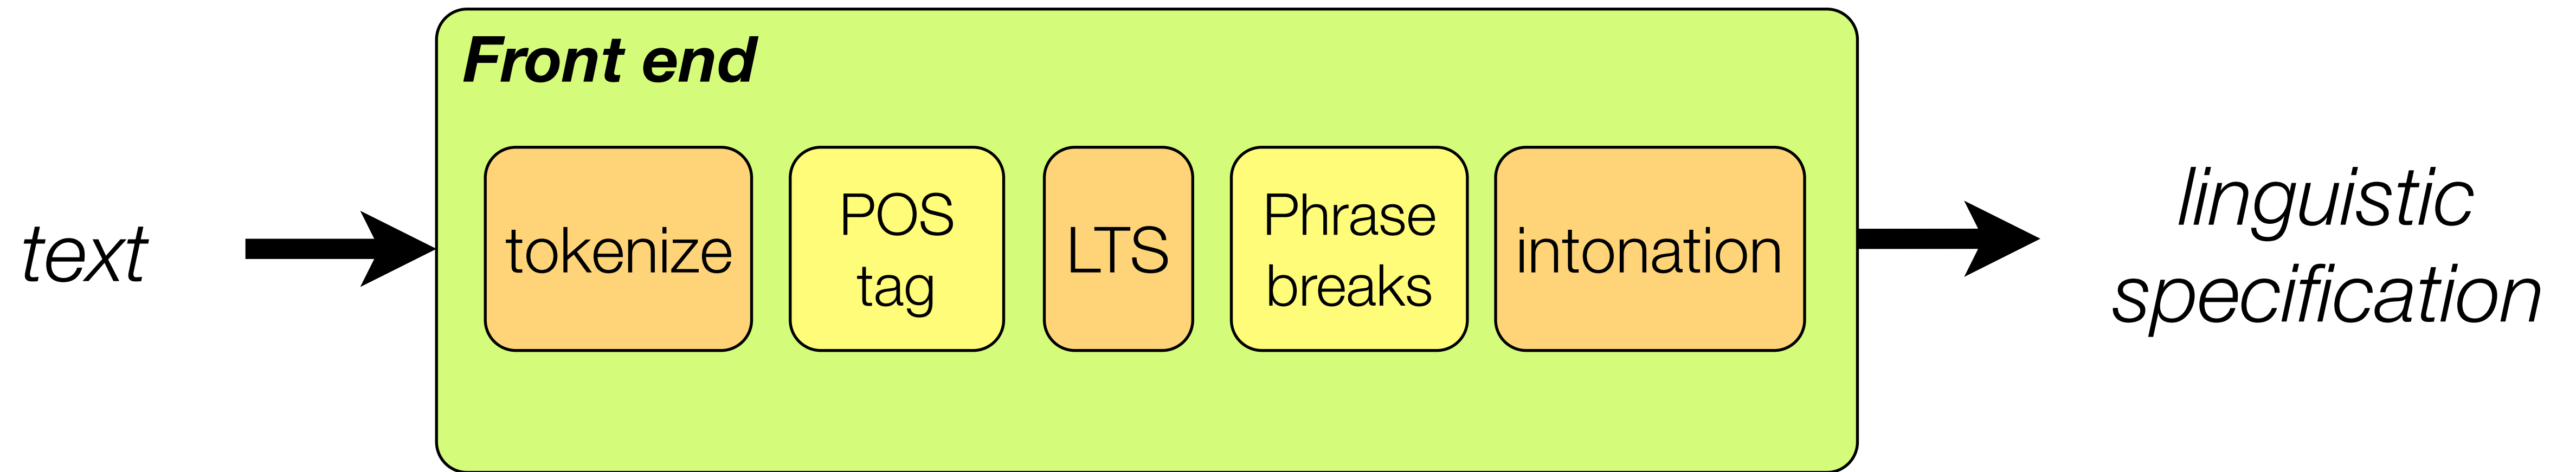 Front end
text
tokenize
POS
tag
LTS
Phrase
breaks
intonation
linguistic
specification